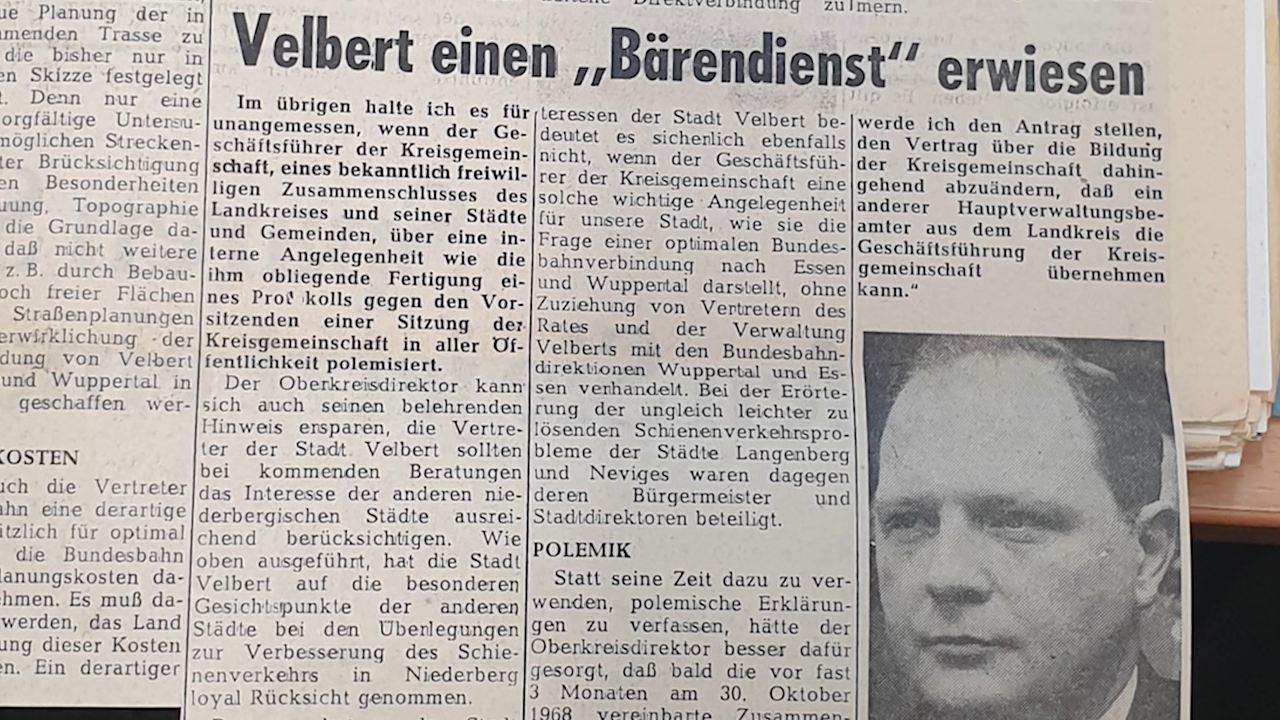 ue Planung der in
menden Trasse zu
die bisher nur in
en Skizze festgelegt
t. Denn nur eine
orgfältige Untersu-
möglichen Strecken-
ter Brücksichtigung
en Besonderheiten
uung, Topographie
die Grundlage da-
daß nicht weitere
z. B. durch Bebau-
och freier Flächen
Straßenplanungen
erwirklichung der
dung von Velbert
und Wuppertal in
geschaffen wer-
KOSTEN
uch die Vertreter
ahn eine derartige
itzlich für optimal
die Bundesbahn
lanungskosten da-
ehmen. Es muß da-
werden, das Land
ung dieser Kosten
en. Ein derartiger
Direktverbindung zu
mern.
Velbert einen „Bärendienst“ erwiesen
Im übrigen halte ich es für
unangemessen, wenn der Ge-
schäftsführer der Kreisgemein-
schaft, eines bekanntlich freiwil-
ligen Zusammenschlusses des
Landkreises und seiner Städte
und Gemeinden, über eine in-
terne Angelegenheit wie die
ihm obliegende Fertigung ei-
nes Prot kolls gegen den Vor-
sitzenden einer Sitzung der
Kreisgemeinschaft in aller Öf-
fentlichkeit polemisiert.
Der Oberkreisdirektor kann
sich auch seinen belehrenden
Hinweis ersparen, die Vertre-
ter der Stadt Velbert sollten
bei kommenden Beratungen
das Interesse der anderen nie-
derbergischen Städte ausrei-
chend berücksichtigen. Wie
oben ausgeführt, hat die Stadt
Velbert auf die besonderen
Gesichtspunkte der anderen
Städte bei den Überlegungen
zur Verbesserung des Schie-
nenverkehrs in Niederberg
loyal Rücksicht genommen.
teressen der Stadt Velbert be-
deutet es sichenlich ebenfalls
nicht, wenn der Geschäftsfüh-
rer der Kreisgemeinschaft eine
solche wichtige Angelegenheit
für unsere Stadt, wie sie die
Frage einer optimalen Bundes-
bahnverbindung nach Essen
und Wuppertal darstellt, ohne
Zuziehung von Vertretern des
Rates und der Verwaltung
Velberts mit den Bundesbahn-
direktionen Wuppertal und Es-
sen verhandelt. Bei der Erörte-
rung der ungleich leichter zu
lösenden Schienenverkehrspro-
bleme der Städte Langenberg
und Neviges waren dagegen
deren Bürgermeister und
Stadtdirektoren beteiligt.
POLEMIK
Statt seine Zeit dazu zu ver-
wenden, polemische Erklärun-
gen zu verfassen, hätte der
Oberkreisdirektor besser dafür
gesorgt, daß bald die vor fast
3 Monaten am 30. Oktober
1968 vereinbarte Zusammen-
werde ich den Antrag stellen,
den Vertrag über die Bildung
der Kreisgemeinschaft dahin-
gehend abzuändern, daß ein
anderer Hauptverwaltungsbe-
amter aus dem Landkreis die
Geschäftsführung der Kreis-
gemeinschaft übernehmen
kann.“